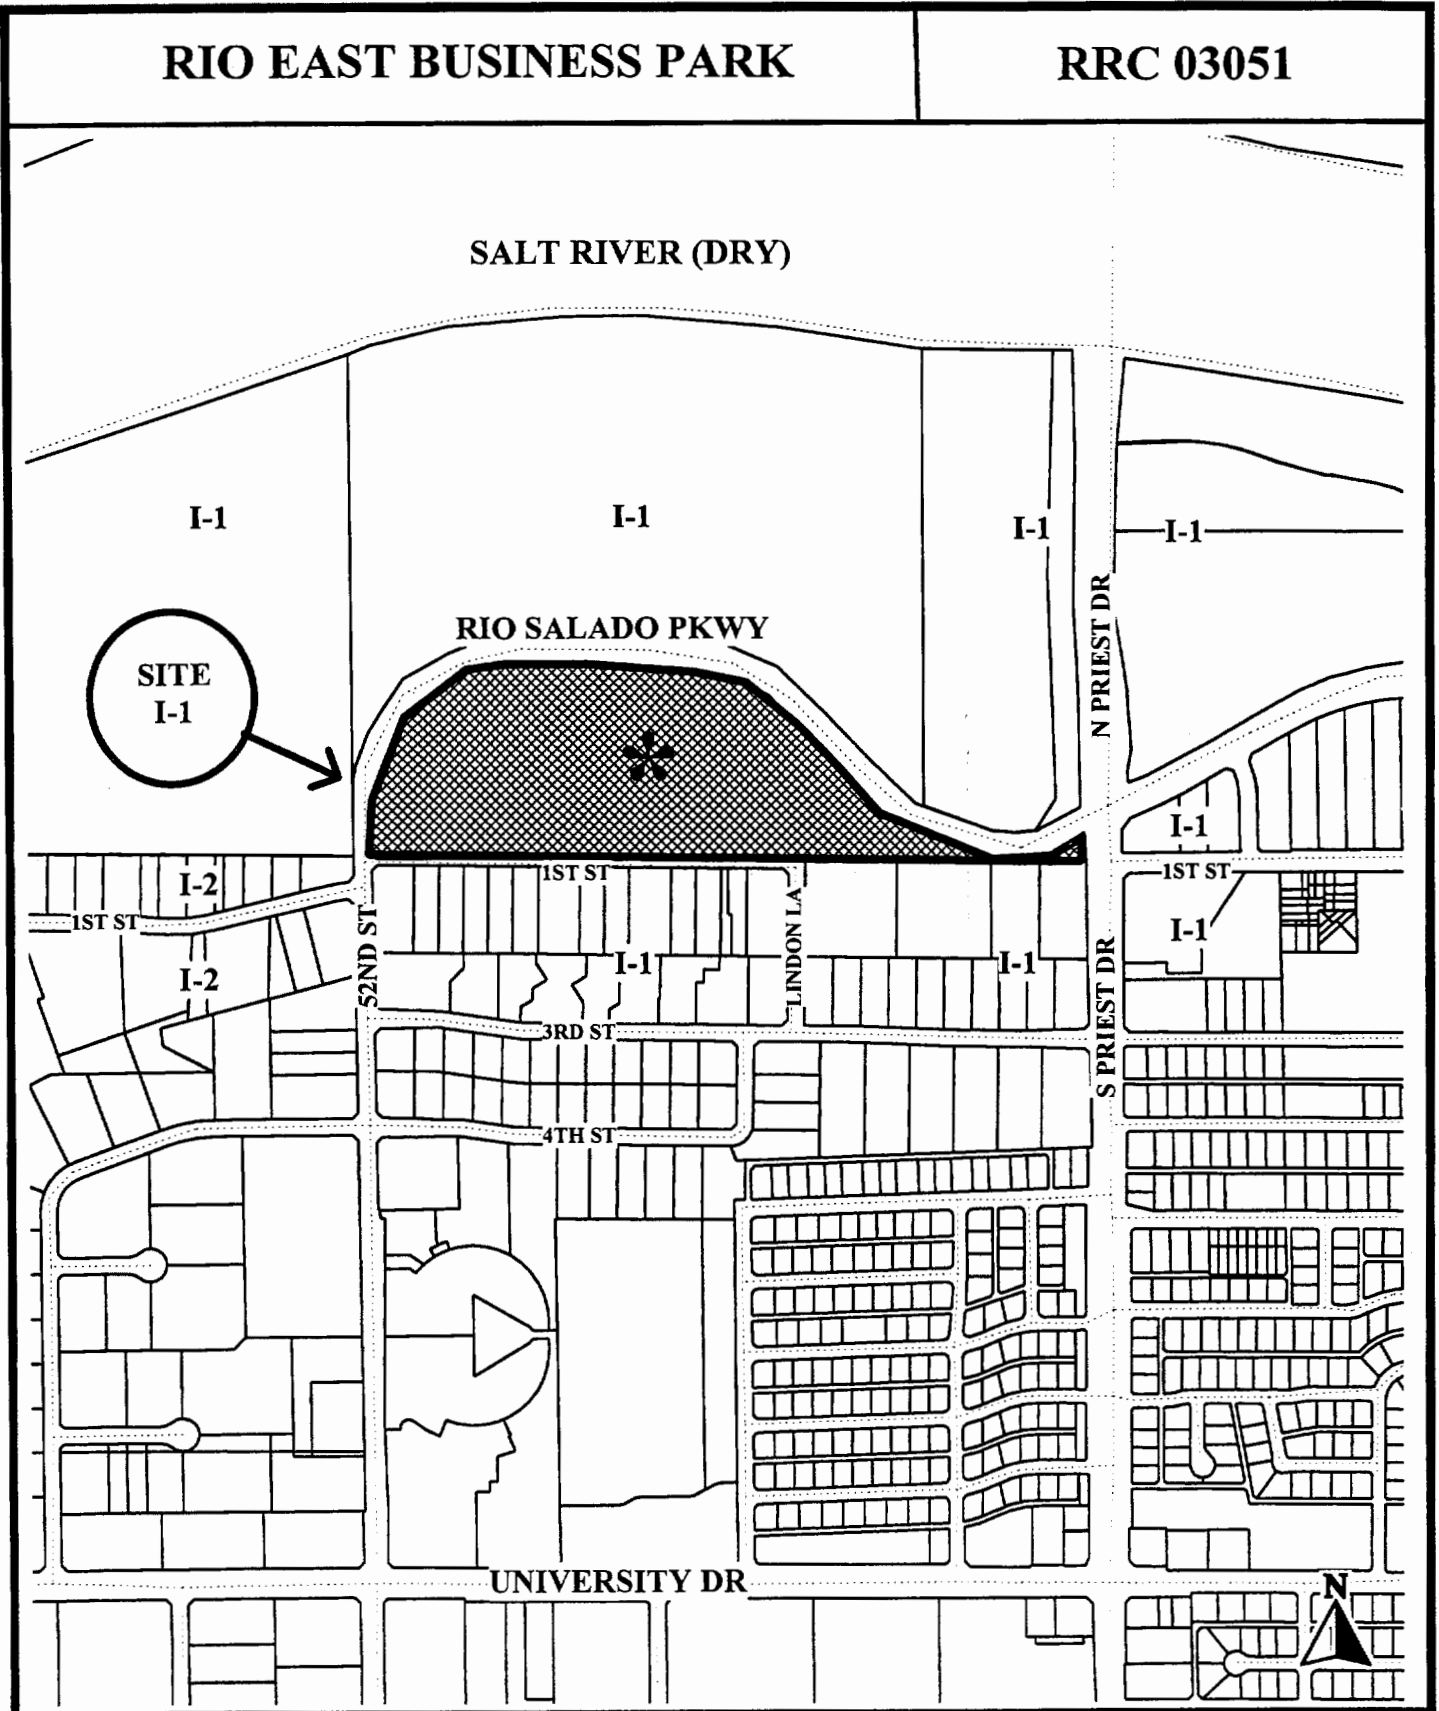 RIO EAST BUSINESS PARK
RRC 03051
SALT RIVER (DRY)
I-1
I-1
I-1
I-1
N PRIEST DR
RIO SALADO PKWY
SITE
I-1
I-1
1ST ST
1ST ST
I-2
1ST ST
LINDON LA
52ND ST
I-1
S PRIEST DR
I-1
I-1
I-2
3RD ST
4TH ST
UNIVERSITY DR
N